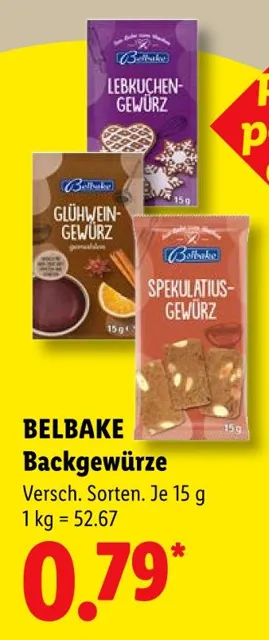 Belbake
LEBKUCHEN-
GEWÜRZ
15 g
Belbake
GLÜHWEIN-
GEWÜRZ
gemahlen
15 g
Belbake
SPEKULATIUS-
GEWÜRZ
15 g
P
p
BELBAKE
Backgewürze
Versch. Sorten. Je 15 g
1 kg = 52.67
0.79*